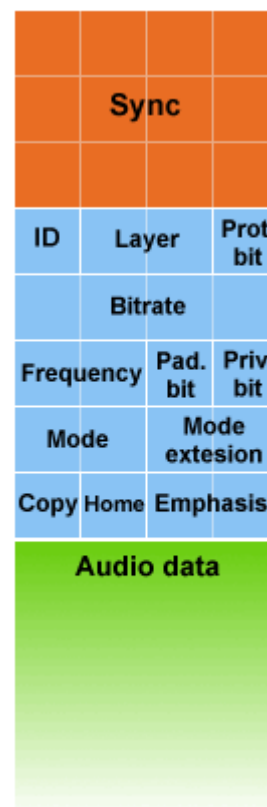 Sync
ID Layer Prot
bit
Bitrate
Frequency Pad. Priv
bit bit
Mode Mode
extesion
Copy Home Emphasis
Audio data